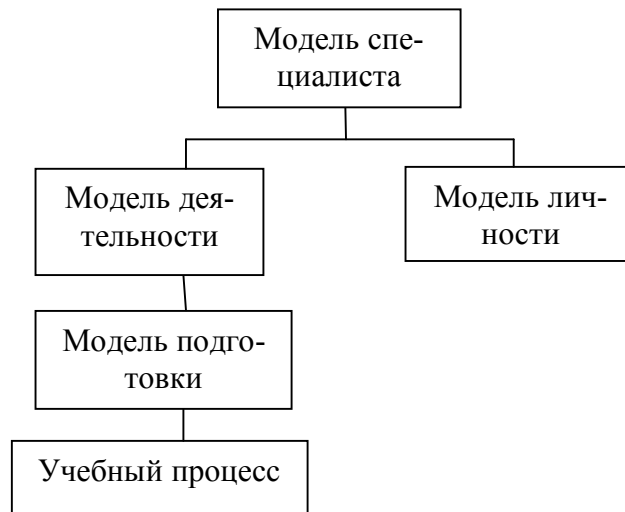 Модель спе-
циалиста
Модель дея-
тельности
Модель лич-
ности
Модель подго-
товки
Учебный процесс